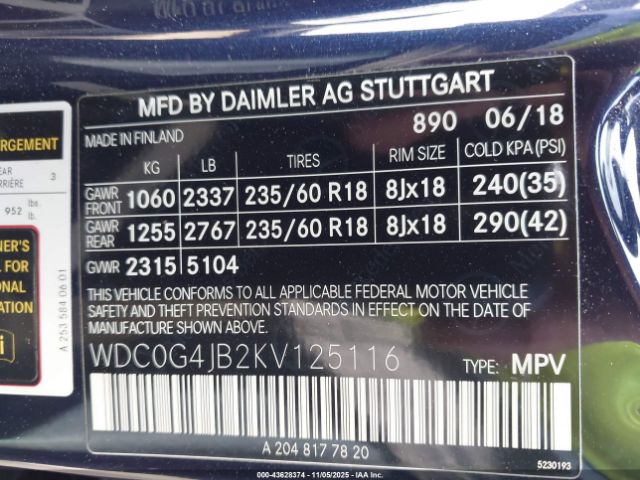 MFD BY DAIMLER AG STUTTGART
MADE IN FINLAND 890 06/18
KG LB TIRES RIM SIZE COLD KPA (PSI)
GAWR FRONT 1060 2337 235/60 R18 8Jx18 240(35)
GAWR REAR 1255 2767 235/60 R18 8Jx18 290(42)
GVWR 2315 5104
THIS VEHICLE CONFORMS TO ALL APPLICABLE FEDERAL MOTOR VEHICLE
SAFETY AND THEFT PREVENTION STANDARDS IN EFFECT ON THE DATE OF
MANUFACTURE SHOWN ABOVE.
WDC0G4JB2KV125116 TYPE: MPV
A 204 817 78 20
5230193
3
952 lbs.
lb.
FOR
A 253 584 06 01
000-43628374 - 11/05/2025 - IAA Inc.